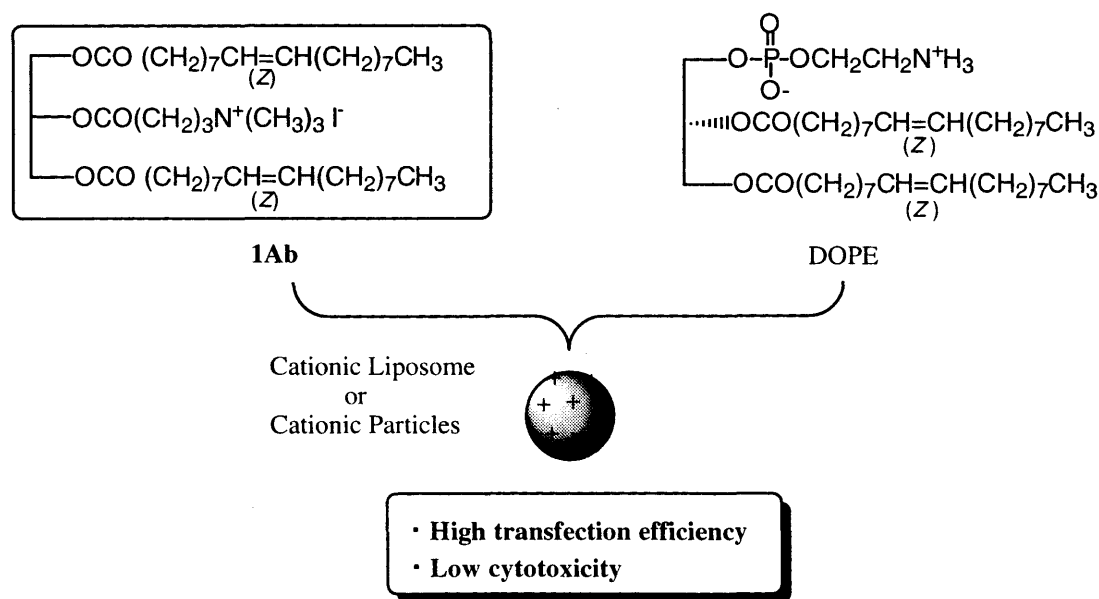 OCO (CH₂)₇CH=CH(CH₂)₇CH₃
(Z)
OCO(CH₂)₃N⁺(CH₃)₃ I⁻
OCO (CH₂)₇CH=CH(CH₂)₇CH₃
(Z)
1Ab
O
O-P-OCH₂CH₂N⁺H₃
O-
OCO(CH₂)₇CH=CH(CH₂)₇CH₃
(Z)
OCO(CH₂)₇CH=CH(CH₂)₇CH₃
(Z)
DOPE
Cationic Liposome
or
Cationic Particles
+
+ +
+
· High transfection efficiency
· Low cytotoxicity